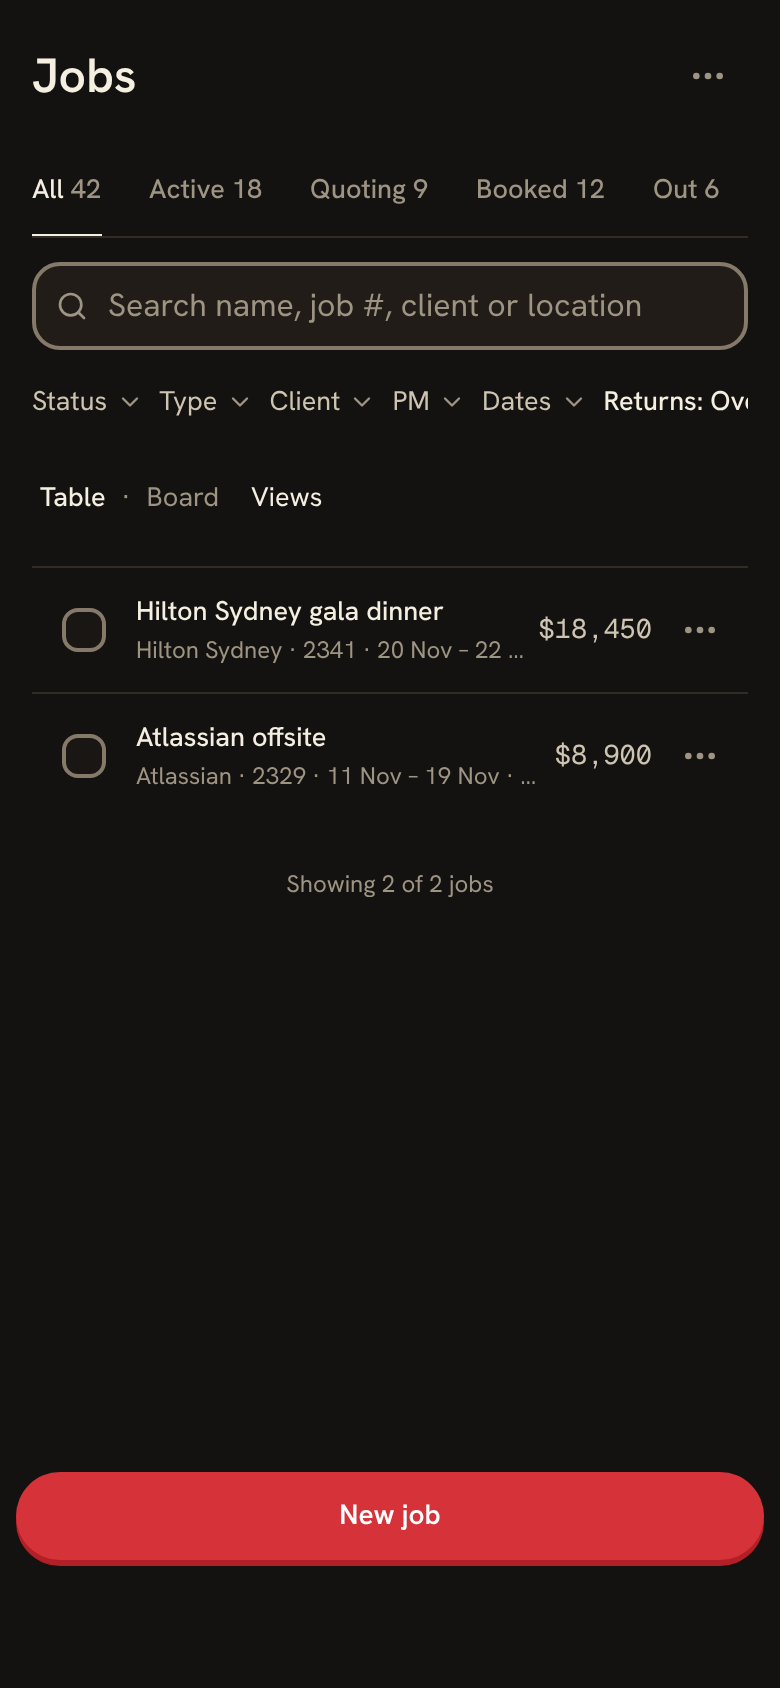 Jobs
All 42 Active 18 Quoting 9 Booked 12 Out 6
Search name, job #, client or location
Status Type Client PM Dates Returns: Ove
Table · Board Views
Hilton Sydney gala dinner
Hilton Sydney · 2341 · 20 Nov – 22 ...
$18,450
Atlassian offsite
Atlassian · 2329 · 11 Nov – 19 Nov · ...
$8,900
Showing 2 of 2 jobs
New job